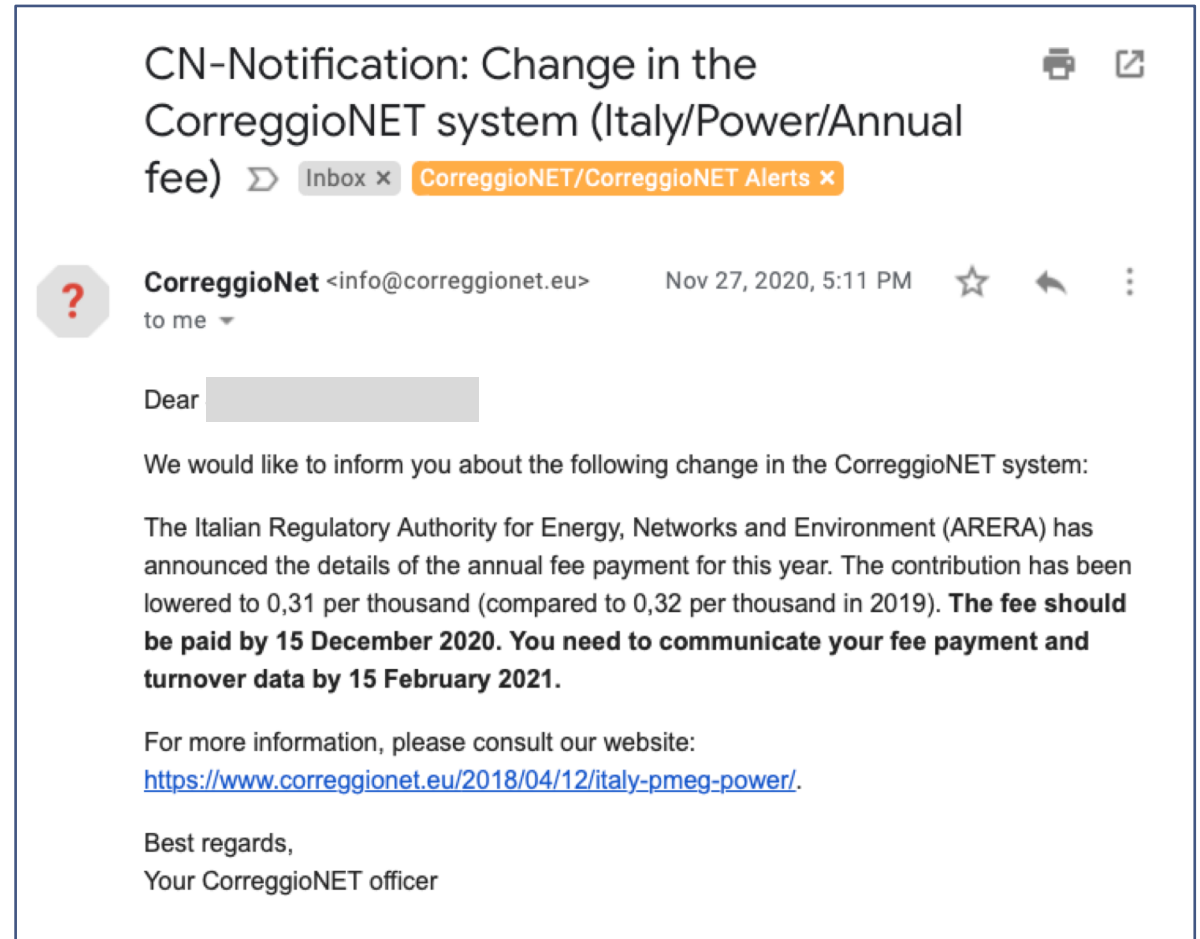 CN-Notification: Change in the
CorreggioNET system (Italy/Power/Annual
fee) Inbox × CorreggioNET/CorreggioNET Alerts ×
?
CorreggioNet <info@correggionet.eu> Nov 27, 2020, 5:11 PM
to me
Dear
We would like to inform you about the following change in the CorreggioNET system:
The Italian Regulatory Authority for Energy, Networks and Environment (ARERA) has
announced the details of the annual fee payment for this year. The contribution has been
lowered to 0,31 per thousand (compared to 0,32 per thousand in 2019). The fee should
be paid by 15 December 2020. You need to communicate your fee payment and
turnover data by 15 February 2021.
For more information, please consult our website:
https://www.correggionet.eu/2018/04/12/italy-pmeg-power/.
Best regards,
Your CorreggioNET officer